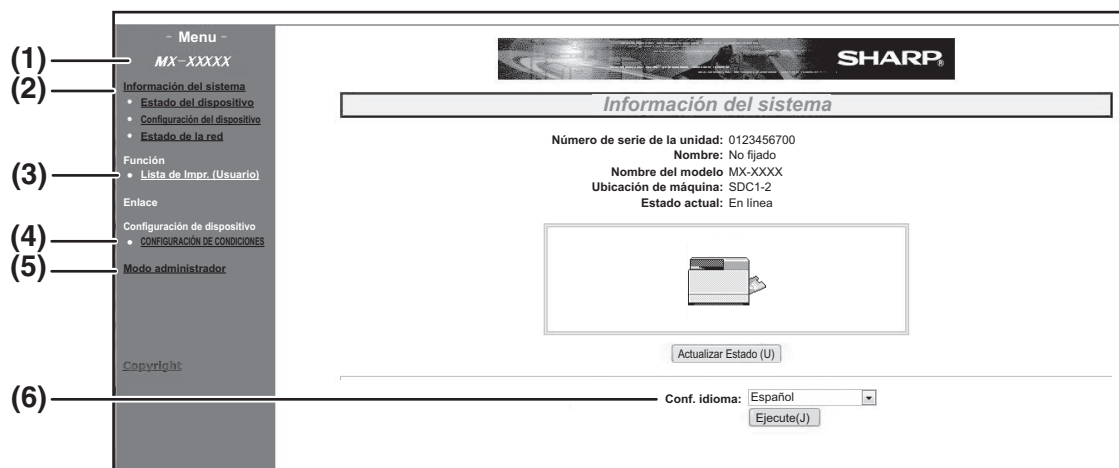 - Menu -
(1)
MX-XXXXX
SHARP®
(2)
Información del sistema
• Estado del dispositivo
• Configuración del dispositivo
• Estado de la red
Función
(3)
• Lista de Impr. (Usuario)
Enlace
Configuración de dispositivo
(4)
• CONFIGURACIÓN DE CONDICIONES
(5)
Modo administrador
Copyright
Información del sistema
Número de serie de la unidad: 0123456700
Nombre: No fijado
Nombre del modelo MX-XXXX
Ubicación de máquina: SDC1-2
Estado actual: En línea
Actualizar Estado (U)
(6)
Conf. idioma: Español
Ejecute(J)